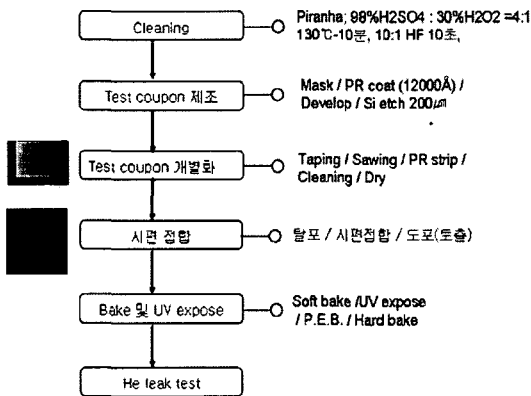 Cleaning
Piranha; 98%H2SO4 : 30%H2O2 =4:1
130℃-10분, 10:1 HF 10초,
Test coupon 제조
Mask / PR coat (12000Å) /
Develop / Si etch 200㎛
Test coupon 개별화
Taping / Sawing / PR strip /
Cleaning / Dry
시편 접합
탈포 / 시편접합 / 도포(토출)
Bake 및 UV expose
Soft bake /UV expose
/ P.E.B. / Hard bake
He leak test